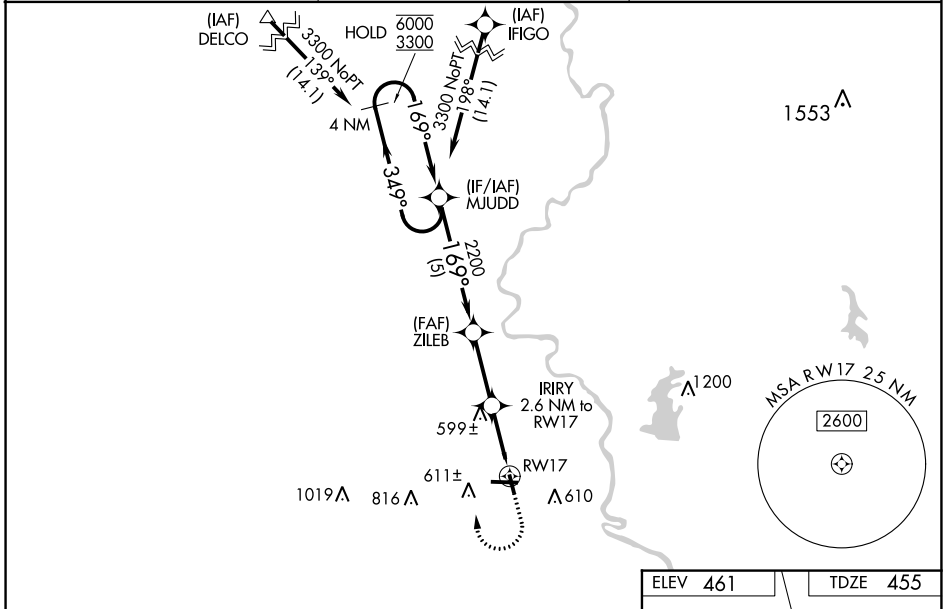 (IAF)
DELCO
3300 NoPT
139°
(14.1)
HOLD
6000
3300
4 NM
(IAF)
IFIGO
3300 NoPT
198°
(14.1)
169°
349°
(IF/IAF)
MJUDD
2200
169°
(5)
1553
(FAF)
ZILEB
IRIRY
2.6 NM to
RW17
599±
1200
MSA RW17 25 NM
2600
RW17
611±
1019
816
610
ELEV 461
TDZE 455